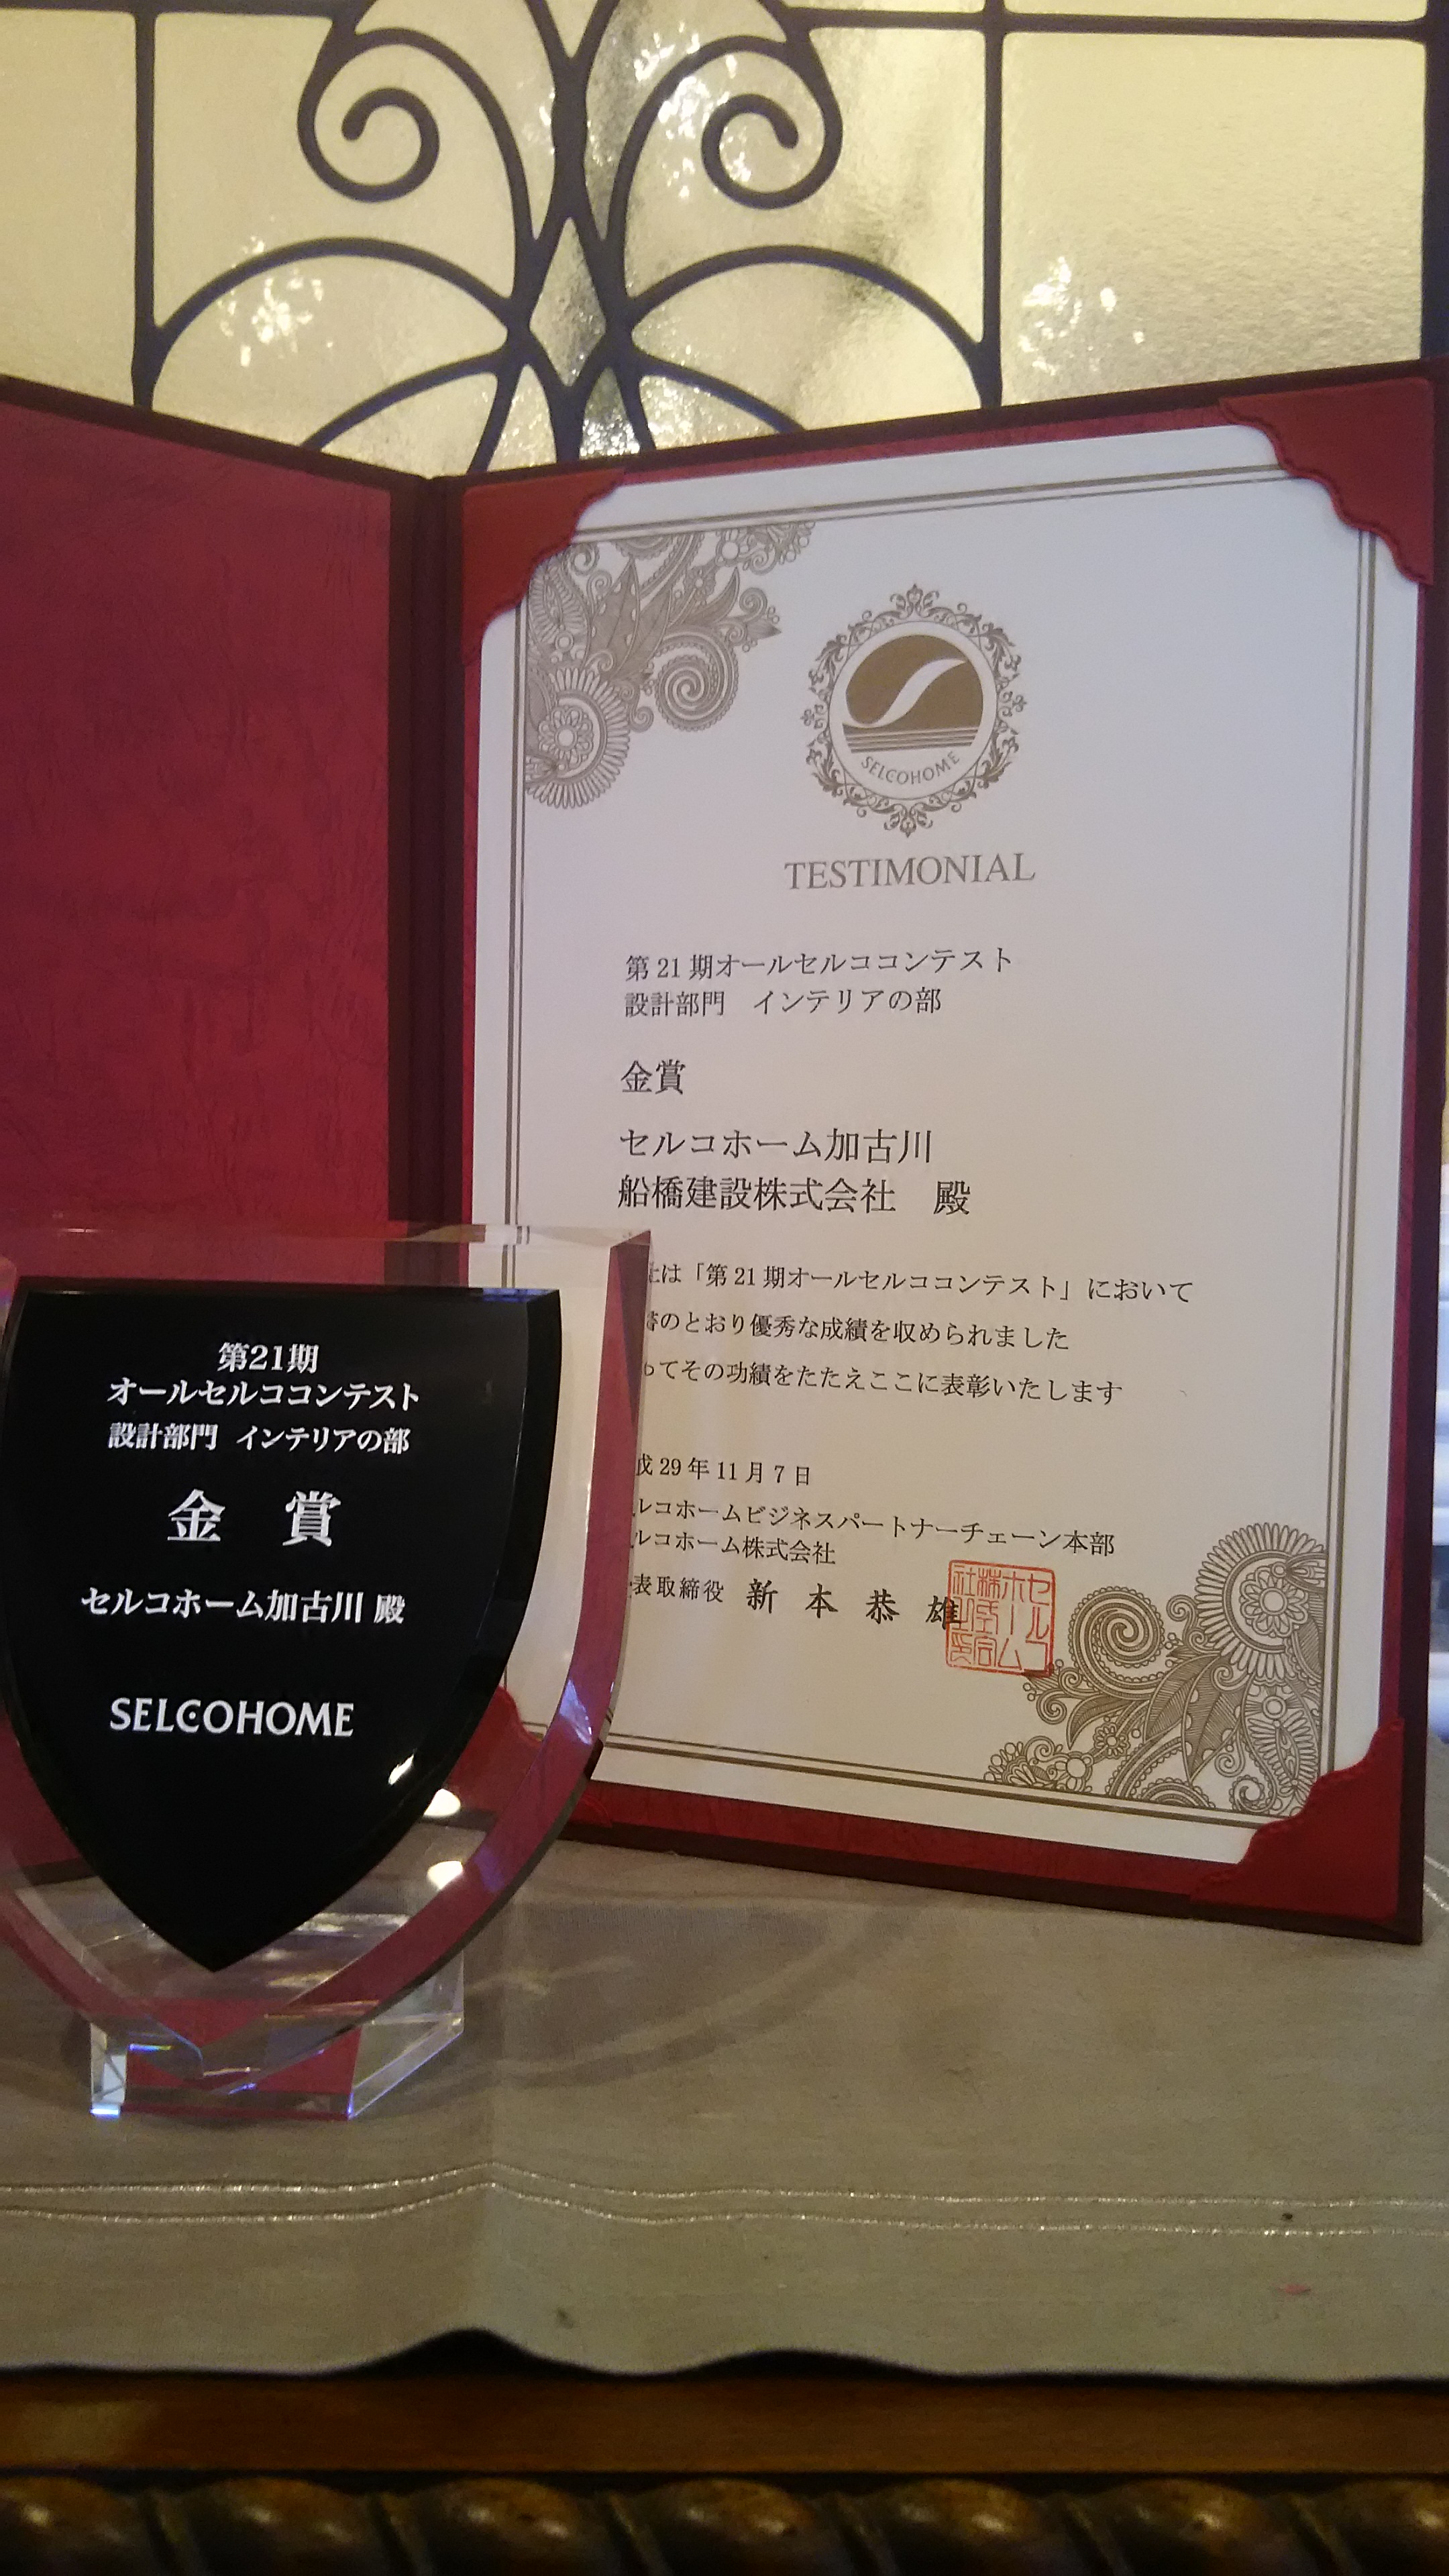 SELCOHOME
TESTIMONIAL
第21期オールセルココンテスト
設計部門 インテリアの部
金賞
セルコホーム加古川
船橋建設株式会社 殿
は「第21期オールセルココンテスト」において
のとおり優秀な成績を収められました
ってその功績をたたえここに表彰いたします
29年11月7日
ルコホームビジネスパートナーチェーン本部
ルコホーム株式会社
表取締役 新本恭雄
第21期
オールセルココンテスト
設計部門 インテリアの部
金賞
セルコホーム加古川 殿
SELCOHOME